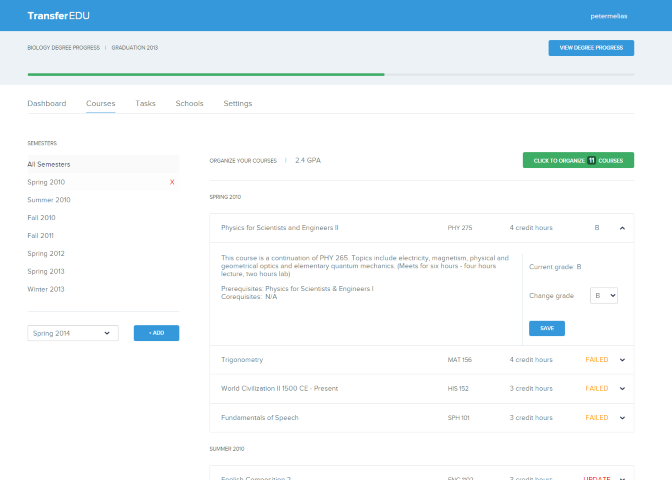 TransferEDU
petermelias
BIOLOGY DEGREE PROGRESS | GRADUATION 2013
VIEW DEGREE PROGRESS
Dashboard Courses Tasks Schools Settings
SEMESTERS
All Semesters
Spring 2010 X
Summer 2010
Fall 2010
Fall 2011
Spring 2012
Spring 2013
Winter 2013
Spring 2014
+ ADD
ORGANIZE YOUR COURSES | 2.4 GPA
CLICK TO ORGANIZE 11 COURSES
SPRING 2010
Physics for Scientists and Engineers II PHY 275 4 credit hours B
This course is a continuation of PHY 265. Topics include electricity, magnetism, physical and
geometrical optics and elementary quantum mechanics. (Meets for six hours - four hours
lecture, two hours lab)
Prerequisites: Physics for Scientists & Engineers I
Corequisites: N/A
Current grade B
Change grade B
SAVE
Trigonometry MAT 156 4 credit hours FAILED
World Civilization II 1500 CE - Present HIS 152 3 credit hours FAILED
Fundamentals of Speech SPH 101 3 credit hours FAILED
SUMMER 2010
English Composition 2 ENC 1102 3 credit hours UPDATE